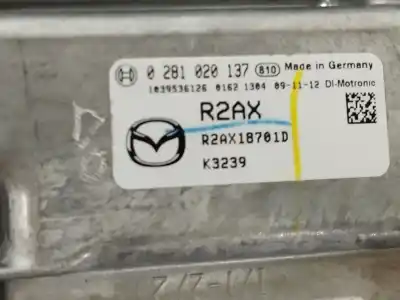 0 281 020 137 810 Made in Germany
1039S36126 0162 1304 09-11-12 DI-Motronic
R2AX
R2AX18701D
K3239